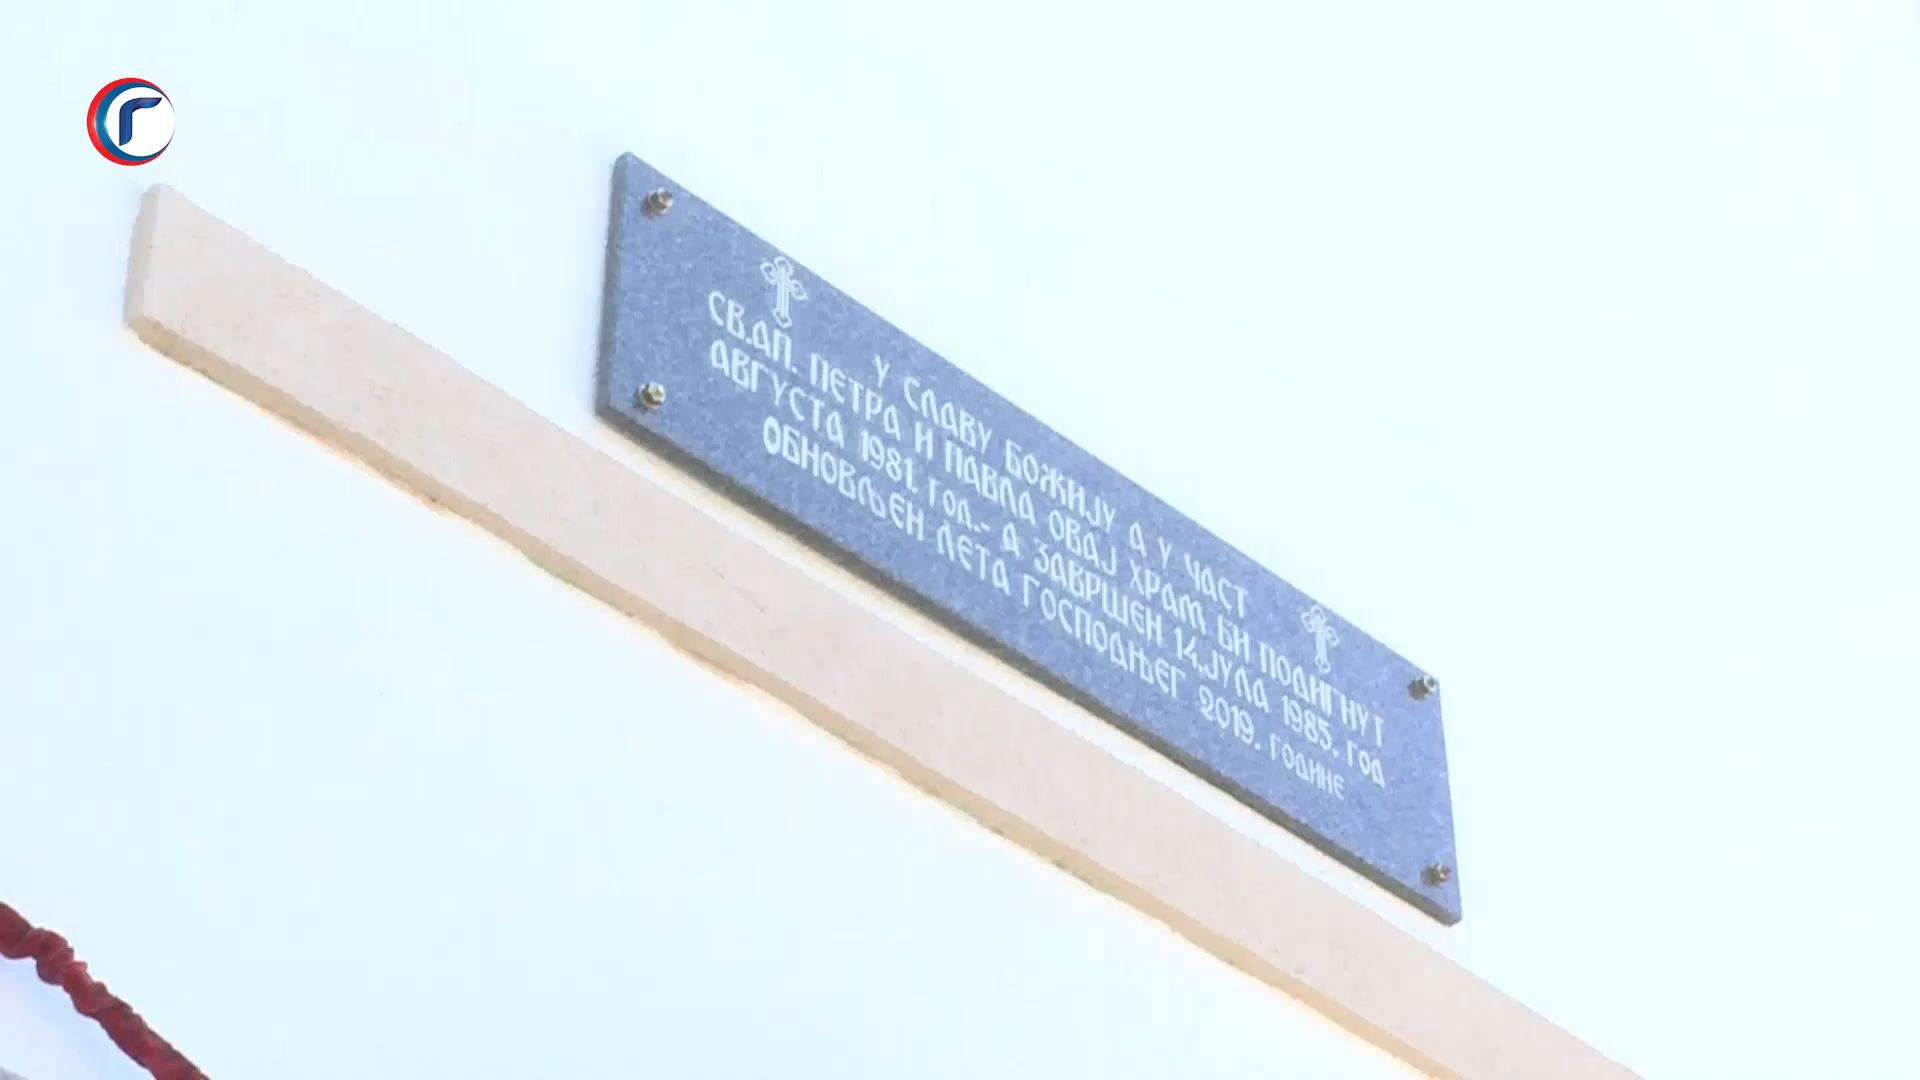 Г
У СЛАВУ БОЖИЈУ А У ЧАСТ
СВ.АП. ПЕТРА И ПАВЛА ОВАЈ ХРАМ БИ ПОДИГНУТ
АВГУСТА 1981. ГОД.- А ЗАВРШЕН 14.ЈУЛА 1985. ГОД
ОБНОВЉЕН ЛЕТА ГОСПОДЊЕГ 2019. ГОДИНЕ